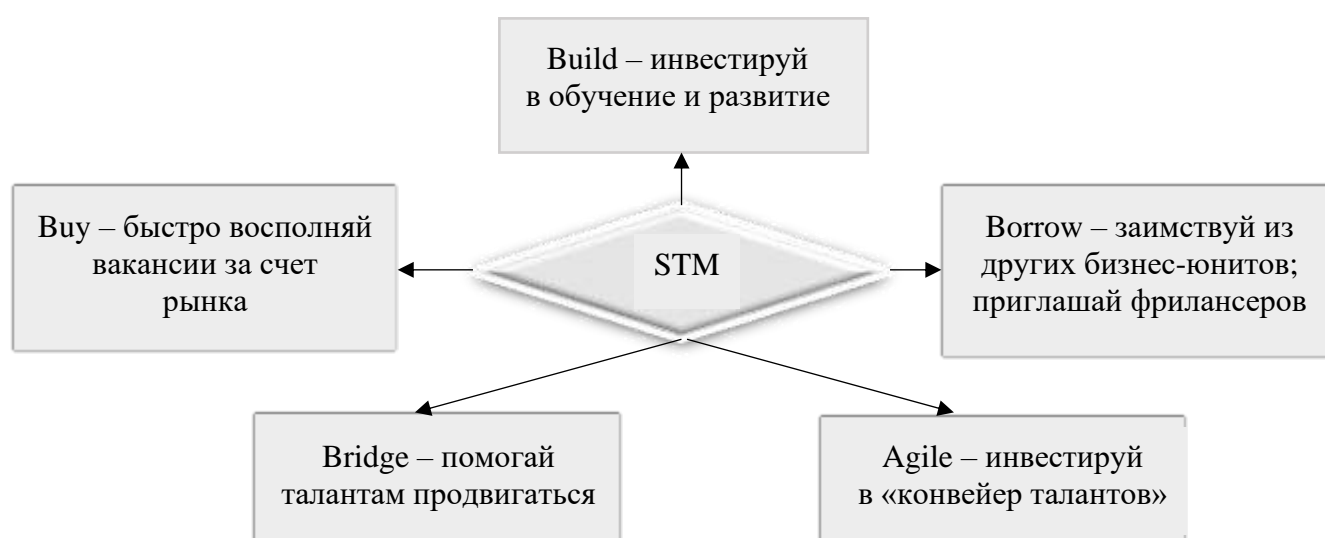 Build – инвестируй
в обучение и развитие
Buy – быстро восполняй
вакансии за счет
рынка
STM
Borrow – заимствуй из
других бизнес-юнитов;
приглашай фрилансеров
Bridge – помогай
талантам продвигаться
Agile – инвестируй
в «конвейер талантов»